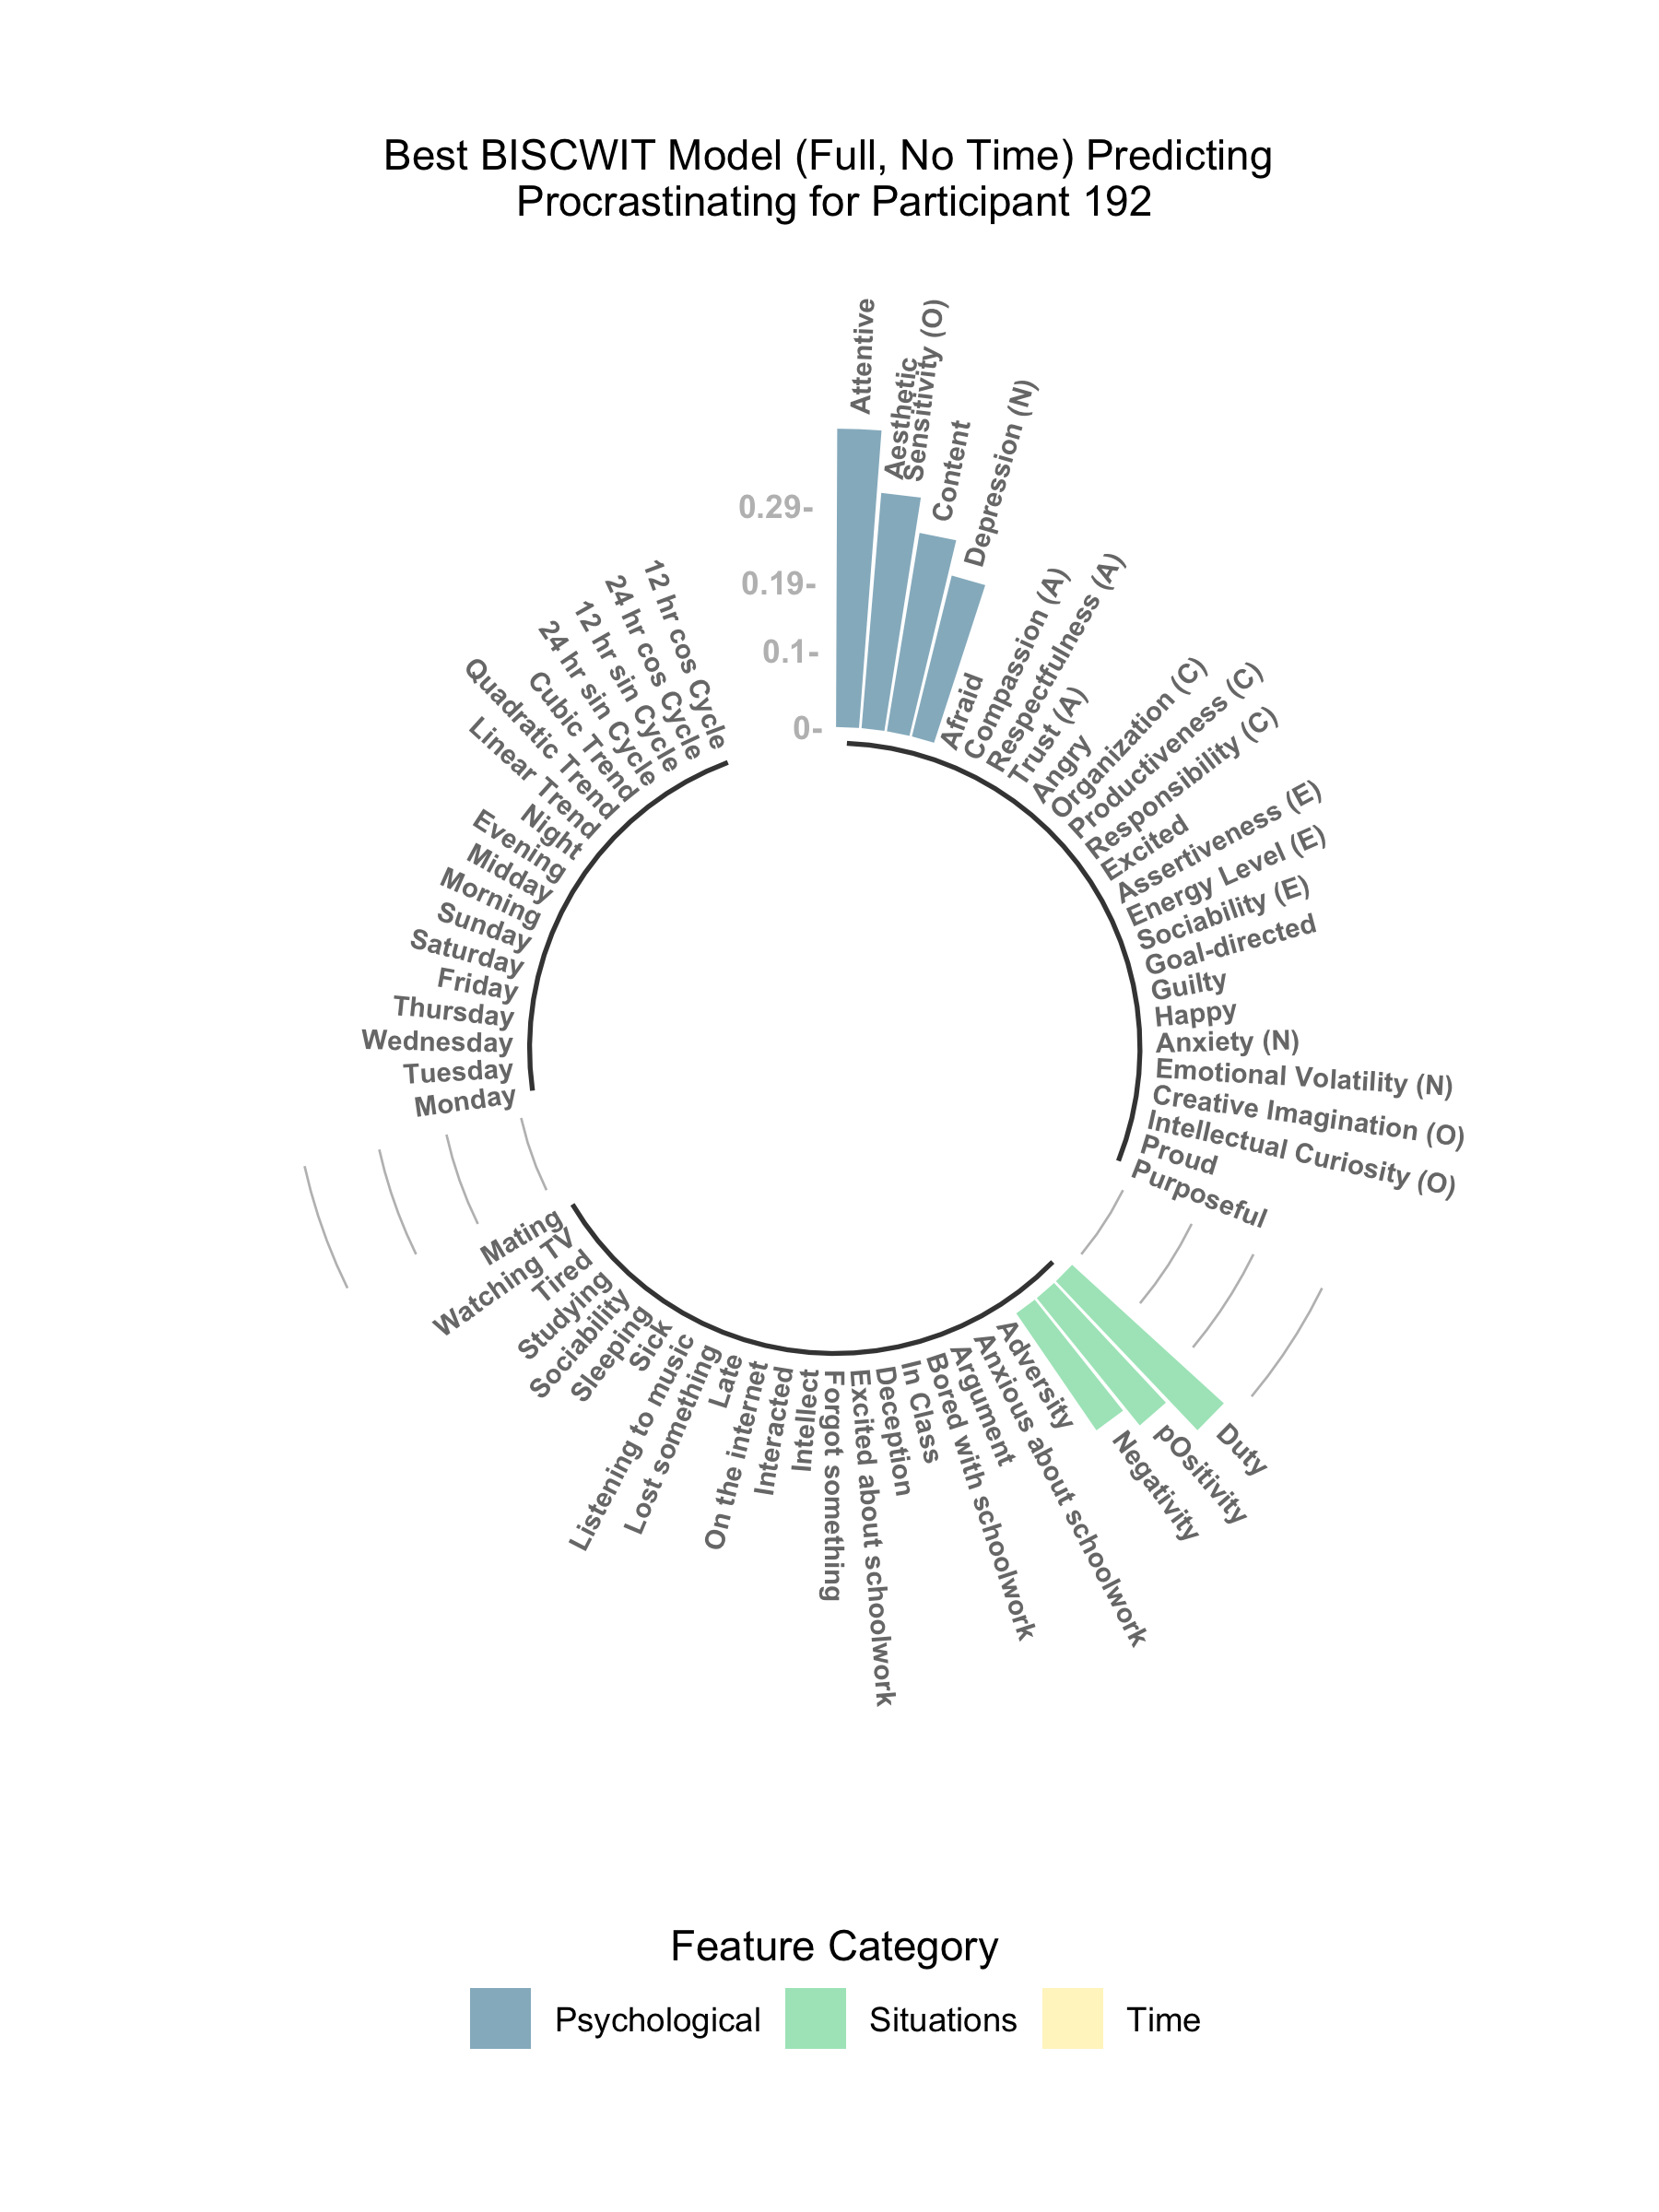 Best BISCWIT Model (Full, No Time) Predicting
Procrastinating for Participant 192
0.29-
0.19-
0.1-
0-
Attentive
Aesthetic
Sensitivity (O)
Content
Depression (N)
Afraid
Compassion (A)
Respectfulness (A)
Trust (A)
Angry
Organization (C)
Productiveness (C)
Responsibility (C)
Excited
Assertiveness (E)
Energy Level (E)
Sociability (E)
Goal-directed
Guilty
Happy
Anxiety (N)
Emotional Volatility (N)
Creative Imagination (O)
Intellectual Curiosity (O)
Proud
Purposeful
Duty
pOsitivity
Negativity
Adversity
Anxious about schoolwork
Argument
Bored with schoolwork
In Class
Deception
Excited about schoolwork
Forgot something
Intellect
Interacted
On the internet
Late
Lost something
Listening to music
Sick
Sleeping
Sociability
Studying
Tired
Watching TV
Mating
Monday
Tuesday
Wednesday
Thursday
Friday
Saturday
Sunday
Morning
Midday
Evening
Night
Linear Trend
Quadratic Trend
Cubic Trend
24 hr sin Cycle
12 hr sin Cycle
24 hr cos Cycle
12 hr cos Cycle
Feature Category
Psychological
Situations
Time